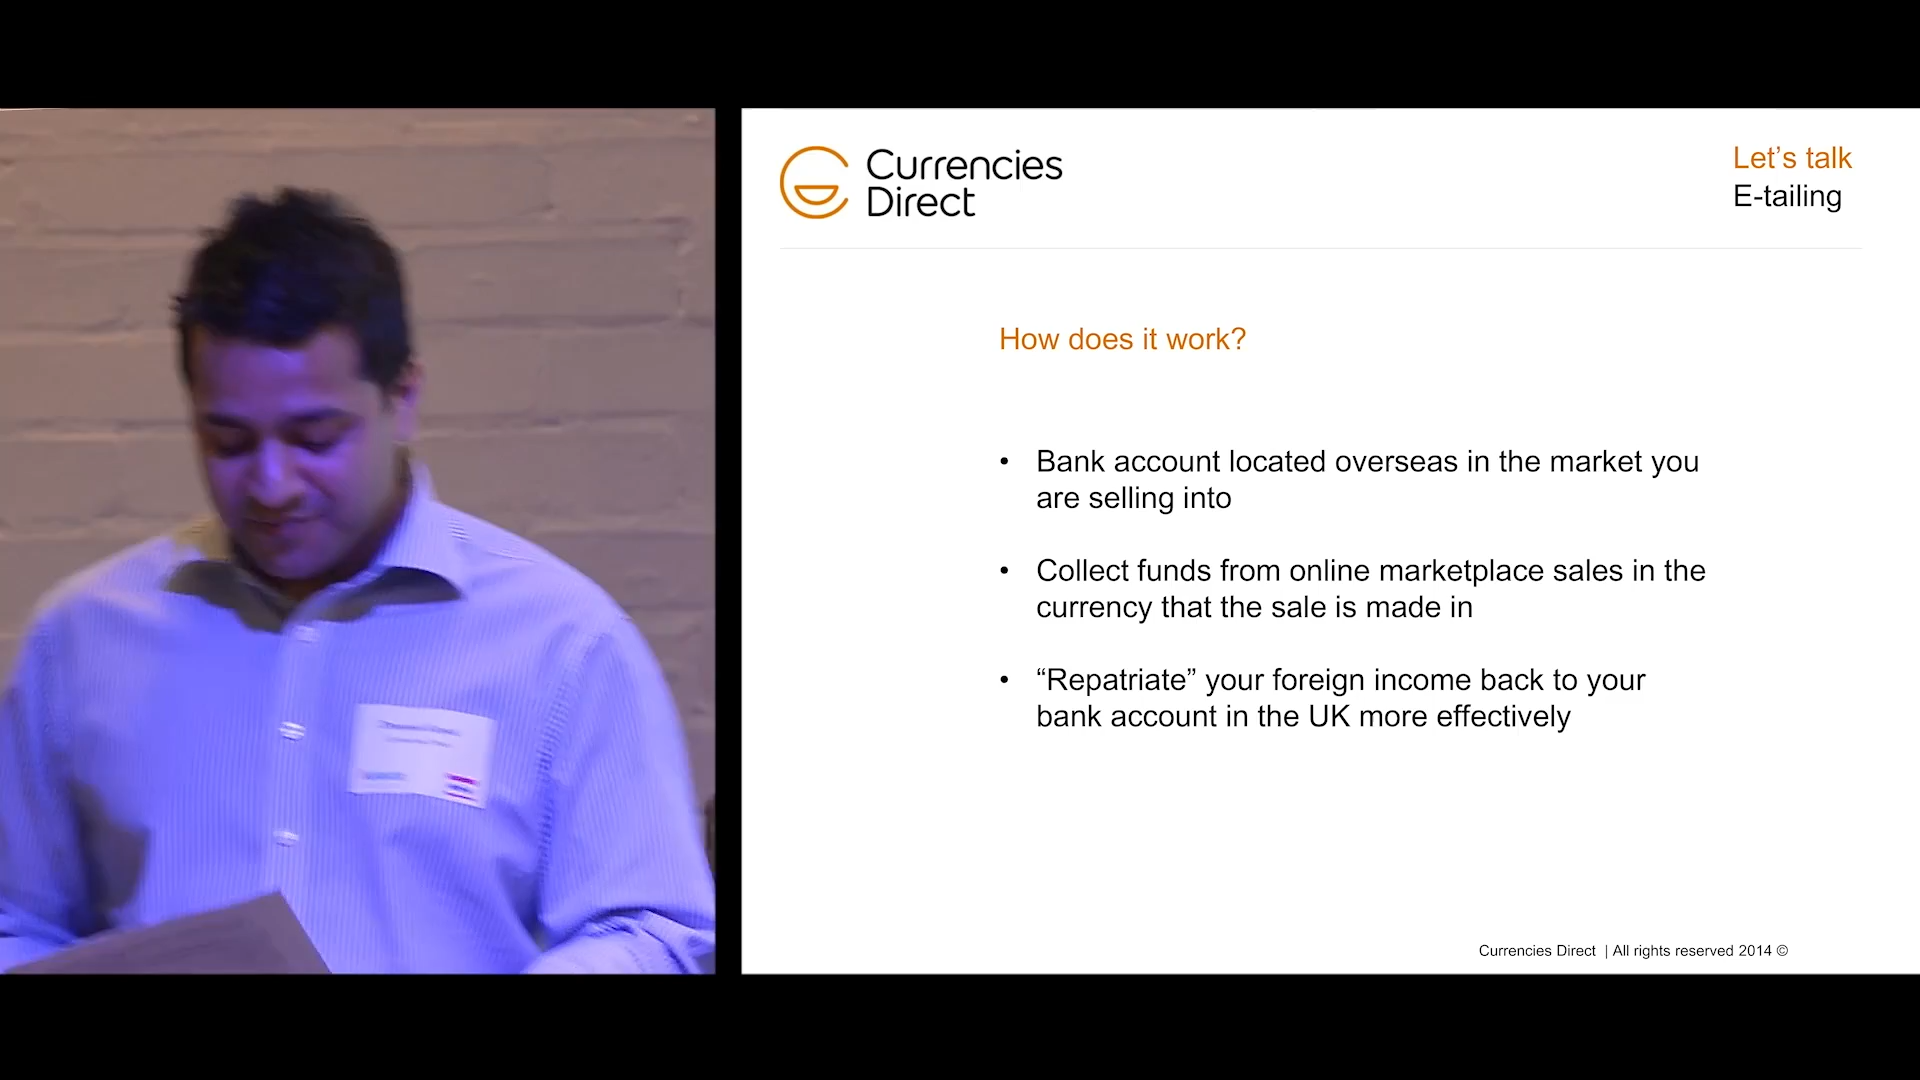 Currencies
Direct
Let’s talk
E-tailing
How does it work?
• Bank account located overseas in the market you
are selling into
• Collect funds from online marketplace sales in the
currency that the sale is made in
• “Repatriate” your foreign income back to your
bank account in the UK more effectively
Currencies Direct | All rights reserved 2014 ©